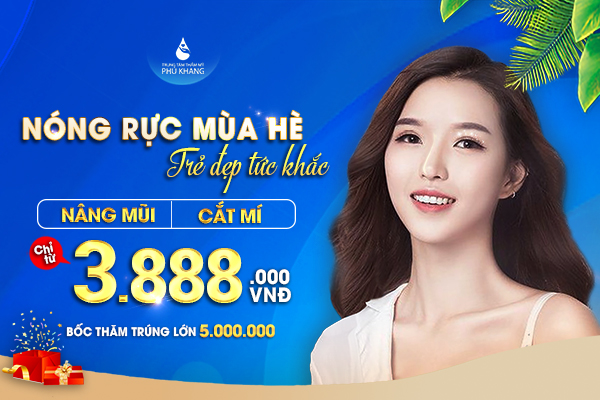 TRUNG TÂM THẨM MỸ
PHÚ KHANG
NÓNG RỰC MÙA HÈ
Trẻ đẹp tức khắc
NÂNG MŨI CẮT MÍ
Chỉ từ
3.888.000 VNĐ
BỐC THĂM TRÚNG LỚN 5.000.000